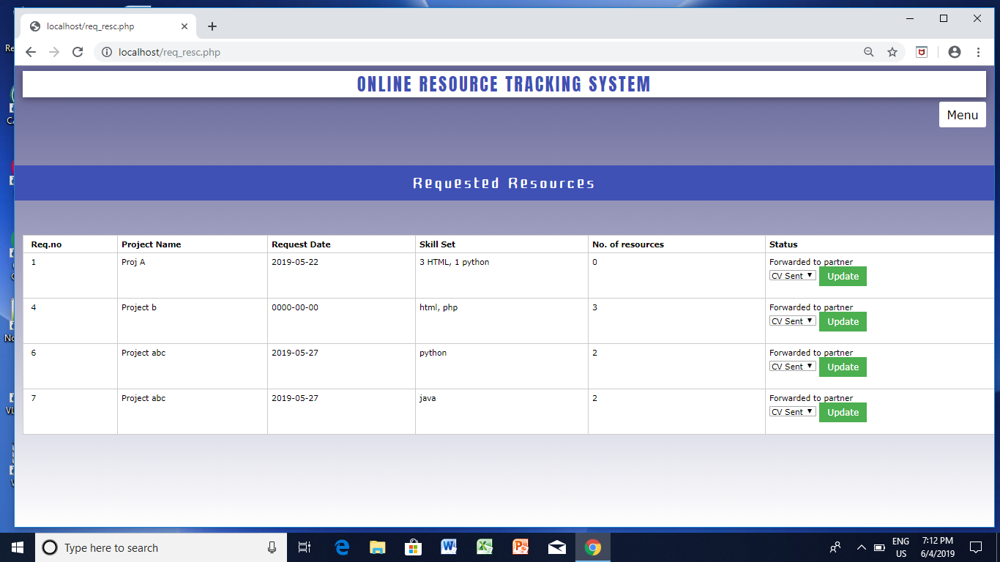 localhost/req_resc.php
localhost/req_resc.php
ONLINE RESOURCE TRACKING SYSTEM
Menu
Requested Resources
Req.no Project Name Request Date Skill Set No. of resources Status
1 Proj A 2019-05-22 3 HTML, 1 python 0 Forwarded to partner
CV Sent Update
4 Project b 0000-00-00 html, php 3 Forwarded to partner
CV Sent Update
6 Project abc 2019-05-27 python 2 Forwarded to partner
CV Sent Update
7 Project abc 2019-05-27 java 2 Forwarded to partner
CV Sent Update
Type here to search
ENG
US
7:12 PM
6/4/2019